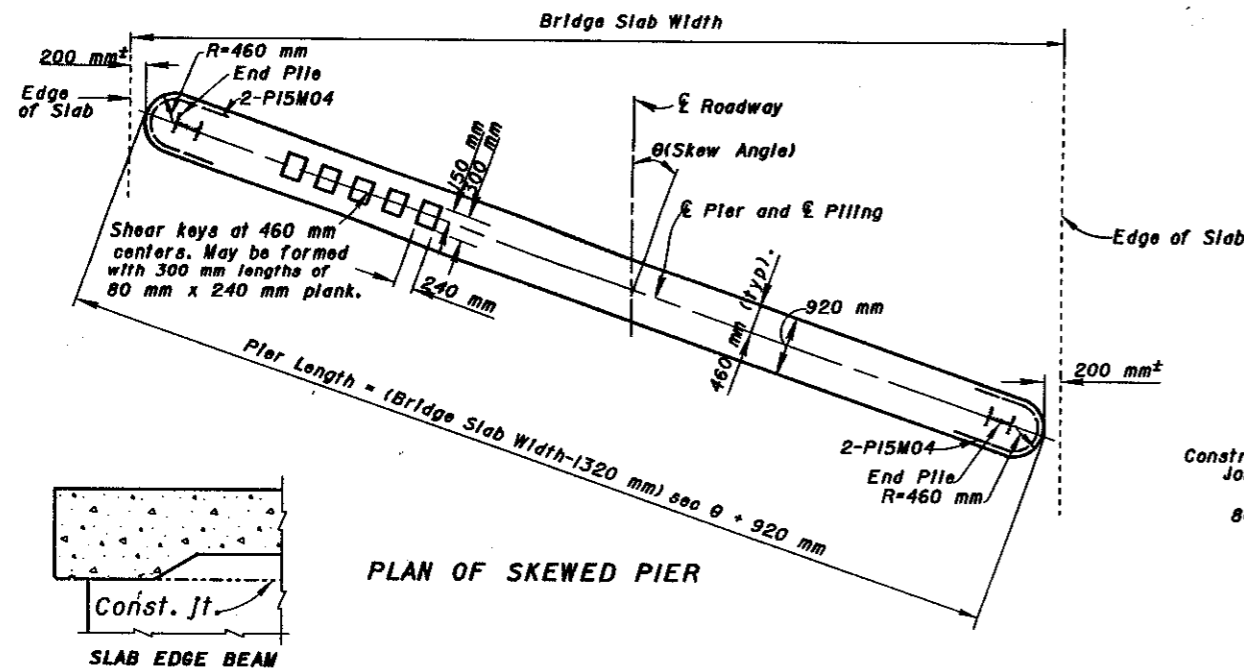 Bridge Slab Width
200 mm±
R=460 mm
End Pile
2-P15M04
Edge
of Slab
150 mm
300 mm
℄ Roadway
θ(Skew Angle)
℄ Pier and ℄ Piling
Edge of Slab
Shear keys at 460 mm
centers. May be formed
with 300 mm lengths of
80 mm x 240 mm plank.
240 mm
460 mm (typ).
920 mm
200 mm±
Pier Length = (Bridge Slab Width-1320 mm) sec θ + 920 mm
2-P15M04
End Pile
R=460 mm
Constr
Jo
8
PLAN OF SKEWED PIER
Const. jt.
SLAB EDGE BEAM